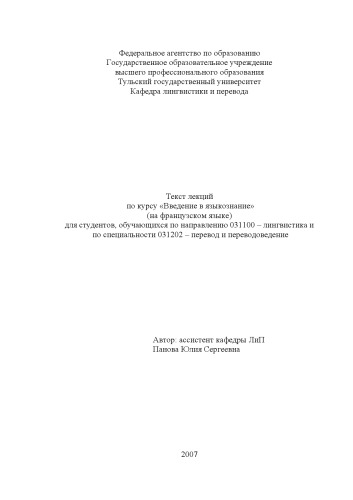 Федеральное агентство по образованию
Государственное образовательное учреждение
высшего профессионального образования
Тульский государственный университет
Кафедра лингвистики и перевода
Текст лекций
по курсу «Введение в языкознание»
(на французском языке)
для студентов, обучающихся по направлению 031100 – лингвистика и
по специальности 031202 – перевод и переводоведение
Автор: ассистент кафедры ЛиП
Панова Юлия Сергеевна
2007